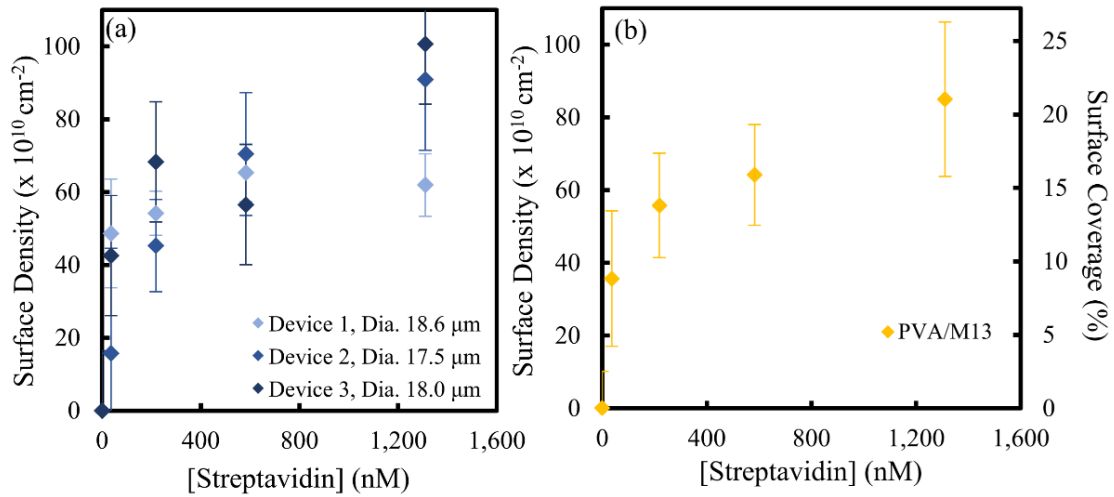 (a)
Surface Density (x 10¹⁰ cm⁻²)
100
80
60
40
20
0
Device 1, Dia. 18.6 μm
Device 2, Dia. 17.5 μm
Device 3, Dia. 18.0 μm
0 400 800 1,200 1,600
[Streptavidin] (nM)
(b)
Surface Density (x 10¹⁰ cm⁻²)
100
80
60
40
20
0
PVA/M13
25
20
15
10
5
0
Surface Coverage (%)
0 400 800 1,200 1,600
[Streptavidin] (nM)